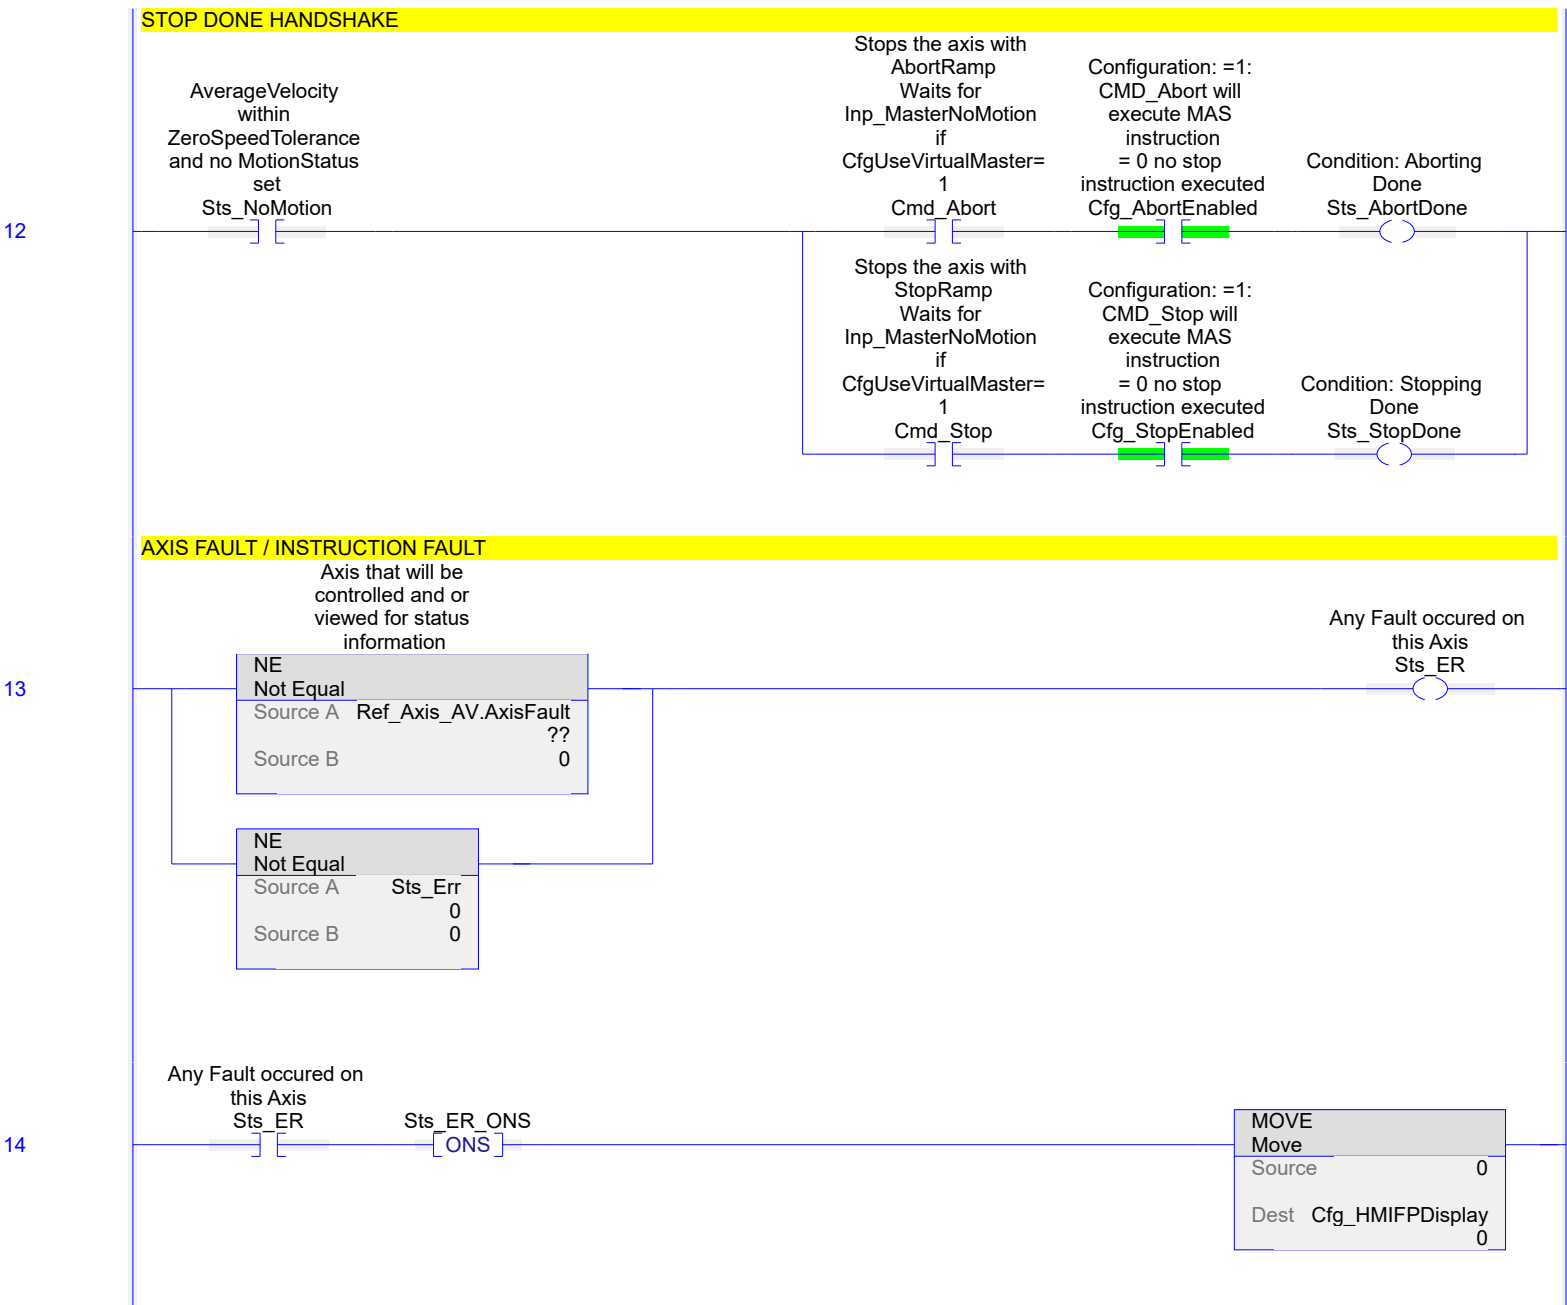 STOP DONE HANDSHAKE
AverageVelocity
within
ZeroSpeedTolerance
and no MotionStatus
set
Sts_NoMotion
Stops the axis with
AbortRamp
Waits for
Inp_MasterNoMotion
if
CfgUseVirtualMaster=
1
Cmd_Abort
Configuration: =1:
CMD_Abort will
execute MAS
instruction
= 0 no stop
instruction executed
Cfg_AbortEnabled
Condition: Aborting
Done
Sts_AbortDone
12
Stops the axis with
StopRamp
Waits for
Inp_MasterNoMotion
if
CfgUseVirtualMaster=
1
Cmd_Stop
Configuration: =1:
CMD_Stop will
execute MAS
instruction
= 0 no stop
instruction executed
Cfg_StopEnabled
Condition: Stopping
Done
Sts_StopDone
AXIS FAULT / INSTRUCTION FAULT
Axis that will be
controlled and or
viewed for status
information
13
NE
Not Equal
Source A Ref_Axis_AV.AxisFault
??
Source B 0
Any Fault occured on
this Axis
Sts_ER
NE
Not Equal
Source A Sts_Err
0
Source B 0
Any Fault occured on
this Axis
Sts_ER
14
Sts_ER_ONS
ONS
MOVE
Move
Source 0
Dest Cfg_HMIFPDisplay
0